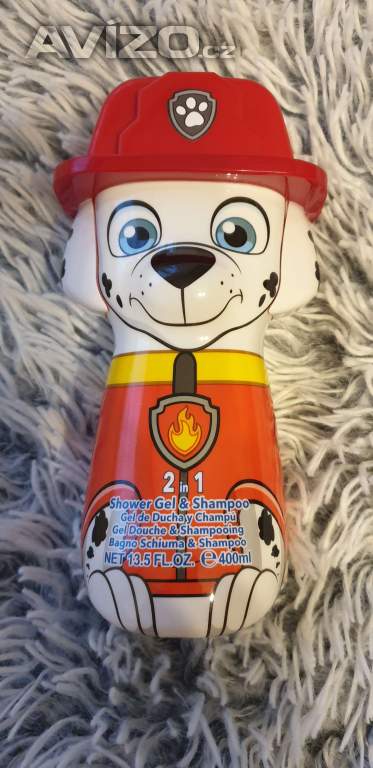 AVÍZO.cz
2 in 1
Shower Gel & Shampoo
Gel de Ducha y Champú
Gel Douche & Shampooing
Bagno Schiuma & Shampoo
NET 13.5 FL.OZ. e 400ml